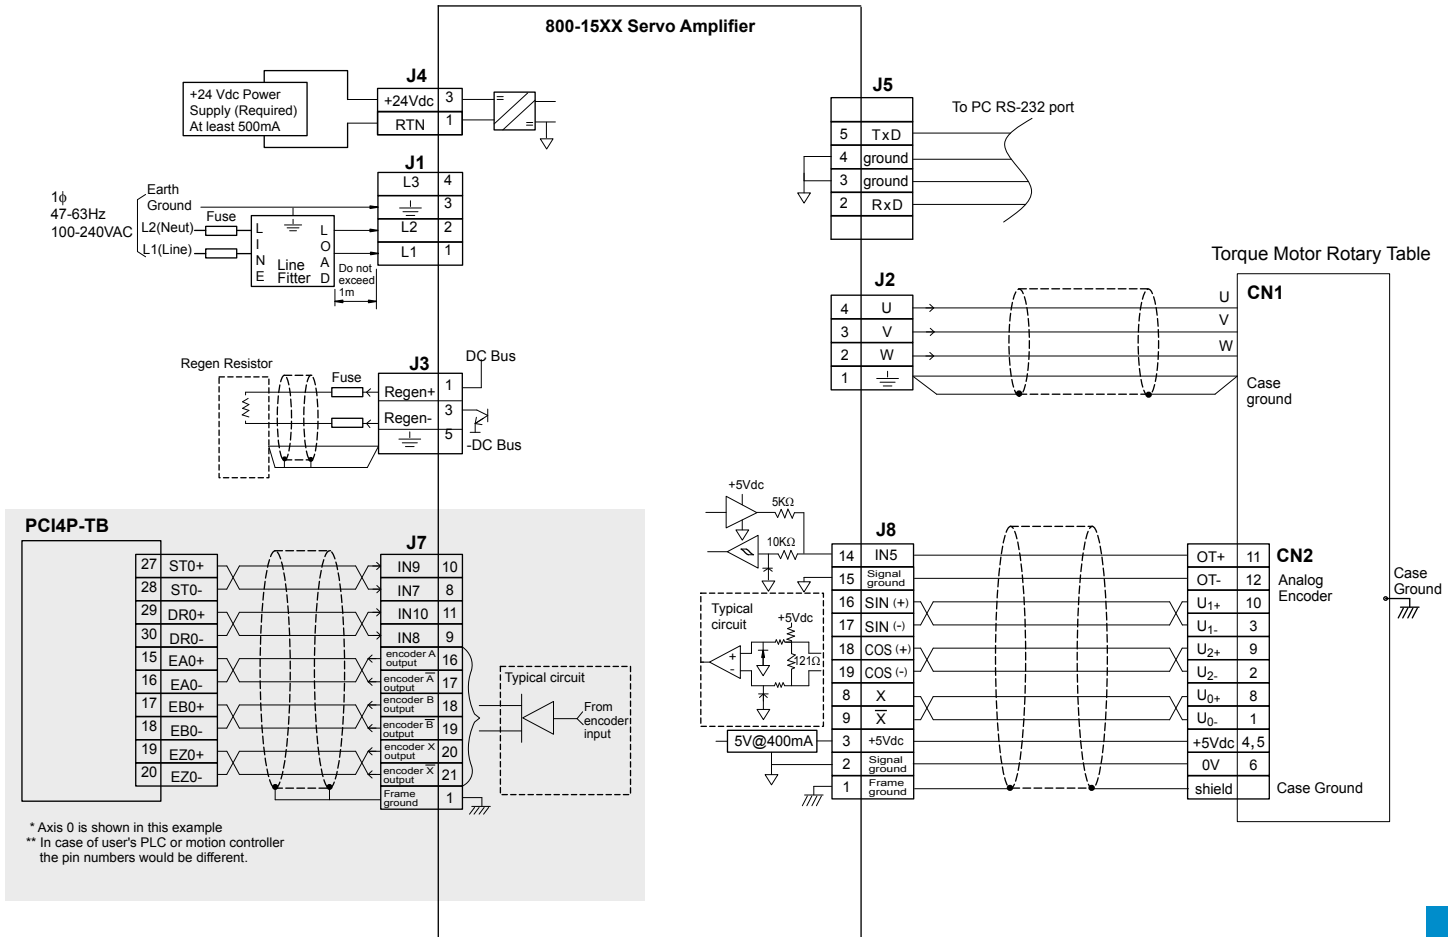 800-15XX Servo Amplifier
J4
+24 Vdc Power
Supply (Required)
At least 500mA
+24Vdc 3
RTN 1
J1
1ϕ
47-63Hz
100-240VAC
Earth
Ground
L2(Neut)
L1(Line)
Fuse
LINE
Line
Fitter
LOAD
Do not
exceed
1m
L3 4
3
L2 2
L1 1
Regen Resistor
Fuse
J3
DC Bus
Regen+ 1
Regen- 3
5
-DC Bus
J5
To PC RS-232 port
5 TxD
4 ground
3 ground
2 RxD
Torque Motor Rotary Table
J2
4 U
3 V
2 W
1
U
V
W
CN1
Case
ground
PCI4P-TB
J7
27 ST0+
28 ST0-
29 DR0+
30 DR0-
15 EA0+
16 EA0-
17 EB0+
18 EB0-
19 EZ0+
20 EZ0-
IN9 10
IN7 8
IN10 11
IN8 9
encoder A
output 16
encoder A̅
output 17
encoder B
output 18
encoder B̅
output 19
encoder X
output 20
encoder X̅
output 21
Frame
ground 1
Typical circuit
From
encoder
input
* Axis 0 is shown in this example
** In case of user's PLC or motion controller
the pin numbers would be different.
+5Vdc
5KΩ
10KΩ
Typical
circuit
+5Vdc
121Ω
+
-
5V@400mA
J8
14 IN5
15 Signal
ground
16 SIN (+)
17 SIN (-)
18 COS (+)
19 COS (-)
8 X
9 X̅
3 +5Vdc
2 Signal
ground
1 Frame
ground
OT+ 11
OT- 12
U1+ 10
U1- 3
U2+ 9
U2- 2
U0+ 8
U0- 1
+5Vdc 4,5
0V 6
shield
CN2
Analog
Encoder
Case Ground
Case
Ground